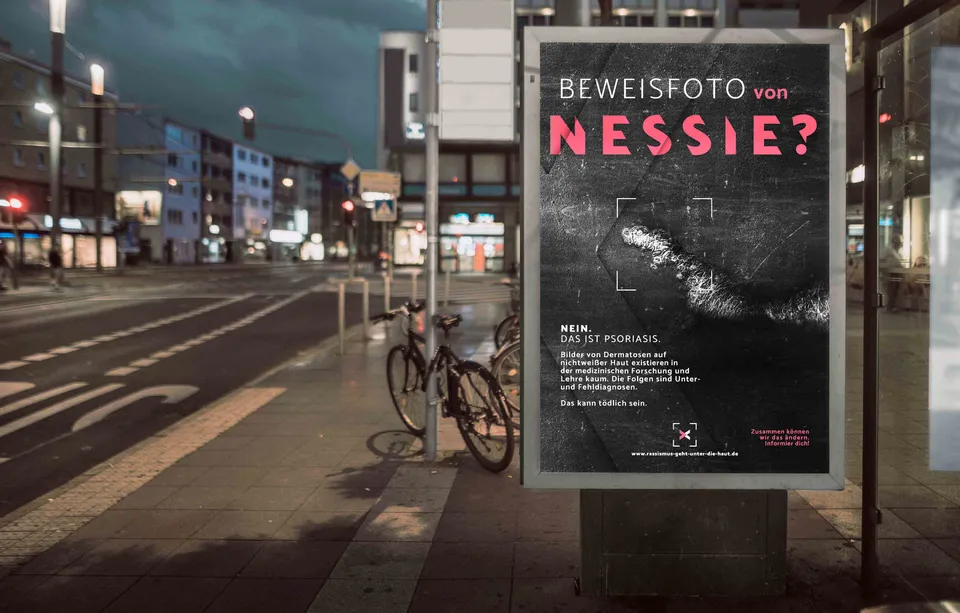 BEWEISFOTO von
NESSIE?
NEIN.
DAS IST PSORIASIS.
Bilder von Dermatosen auf
nichtweißer Haut existieren in
der medizinischen Forschung und
Lehre kaum. Die Folgen sind Unter-
und Fehldiagnosen.
Das kann tödlich sein.
Zusammen können
wir das ändern.
Informier dich!
www.rassismus-geht-unter-die-haut.de